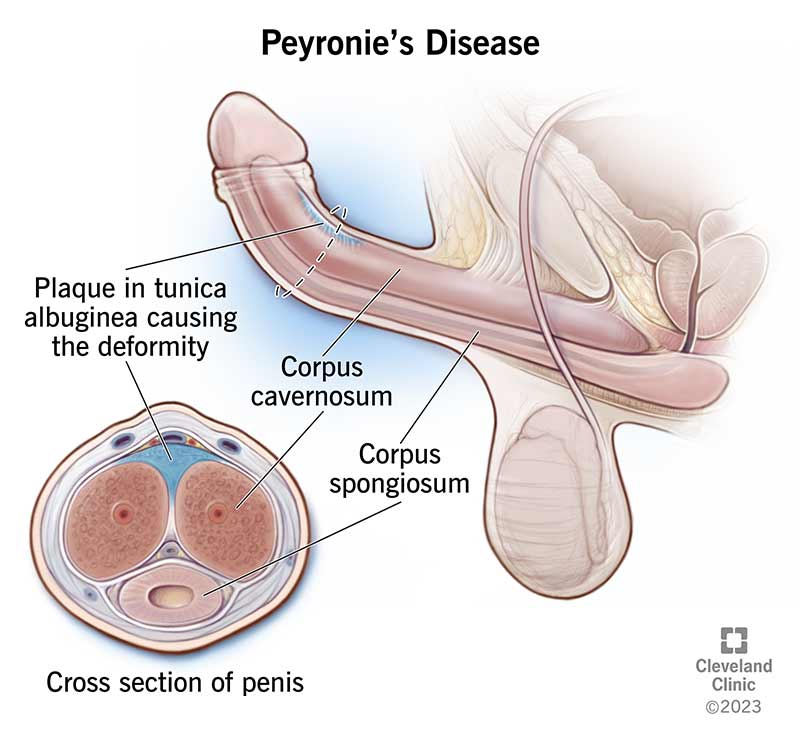 Peyronie’s Disease
Plaque in tunica
albuginea causing
the deformity
Corpus
cavernosum
Corpus
spongiosum
Cross section of penis
Cleveland
Clinic
©2023